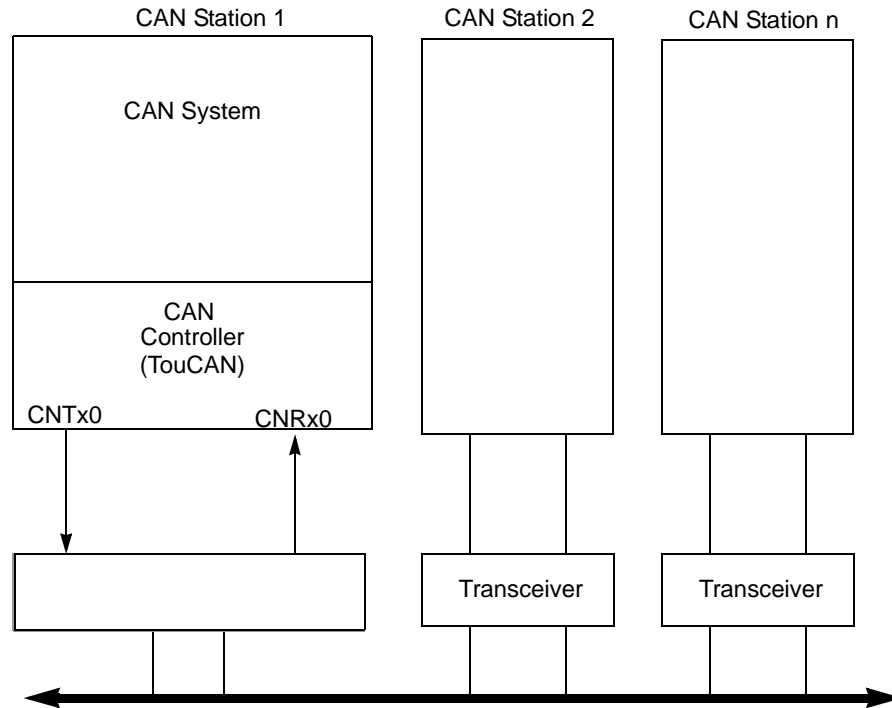 CAN Station 1
CAN Station 2
CAN Station n
CAN System
CAN
Controller
(TouCAN)
CNTx0
CNRx0
Transceiver
Transceiver